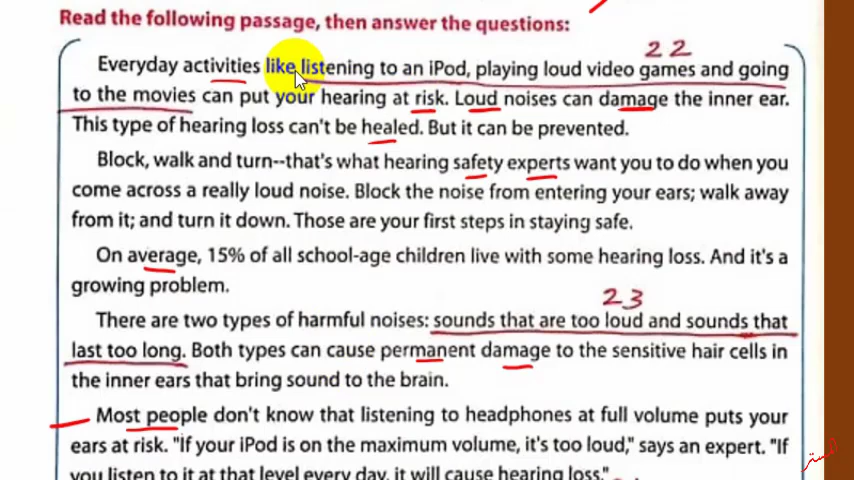 Read the following passage, then answer the questions:
22
Everyday activities like listening to an iPod, playing loud video games and going
to the movies can put your hearing at risk. Loud noises can damage the inner ear.
This type of hearing loss can't be healed. But it can be prevented.
Block, walk and turn--that's what hearing safety experts want you to do when you
come across a really loud noise. Block the noise from entering your ears; walk away
from it; and turn it down. Those are your first steps in staying safe.
On average, 15% of all school-age children live with some hearing loss. And it's a
growing problem.
23
There are two types of harmful noises: sounds that are too loud and sounds that
last too long. Both types can cause permanent damage to the sensitive hair cells in
the inner ears that bring sound to the brain.
Most people don't know that listening to headphones at full volume puts your
ears at risk. "If your iPod is on the maximum volume, it's too loud," says an expert. "If
you listen to it at that level every day, it will cause hearing loss."